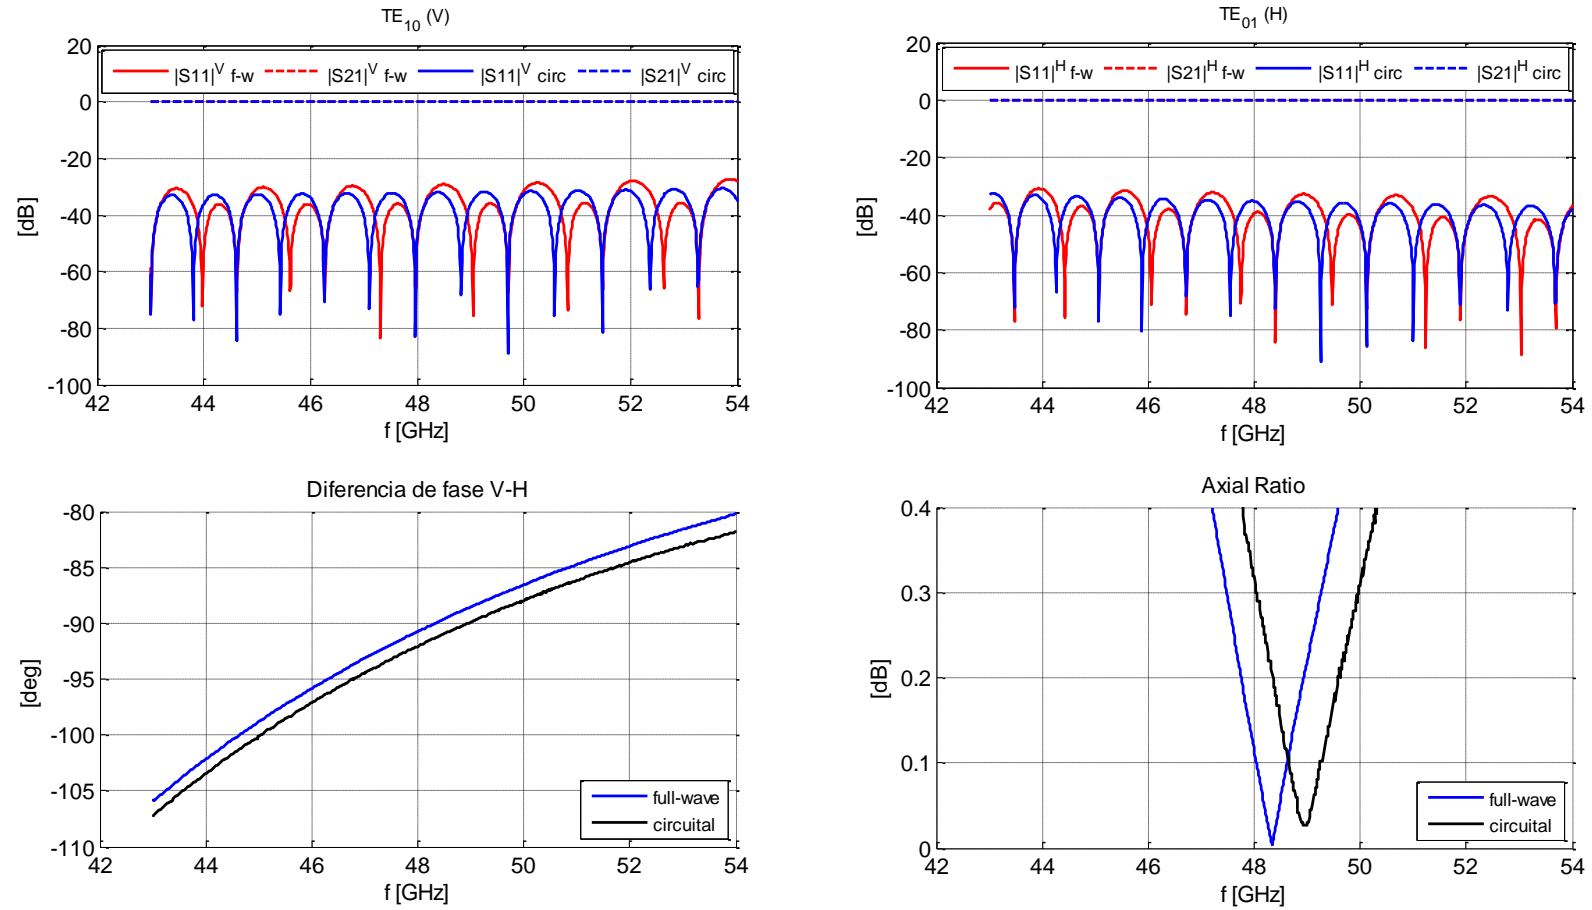 TE10 (V)
20
0
-20
-40
-60
-80
-100
[dB]
|S11|V f-w |S21|V f-w |S11|V circ |S21|V circ
42 44 46 48 50 52 54
f [GHz]
TE01 (H)
20
0
-20
-40
-60
-80
-100
[dB]
|S11|H f-w |S21|H f-w |S11|H circ |S21|H circ
42 44 46 48 50 52 54
f [GHz]
Diferencia de fase V-H
-80
-85
-90
-95
-100
-105
-110
[deg]
full-wave
circuital
42 44 46 48 50 52 54
f [GHz]
Axial Ratio
0.4
0.3
0.2
0.1
0
[dB]
full-wave
circuital
42 44 46 48 50 52 54
f [GHz]